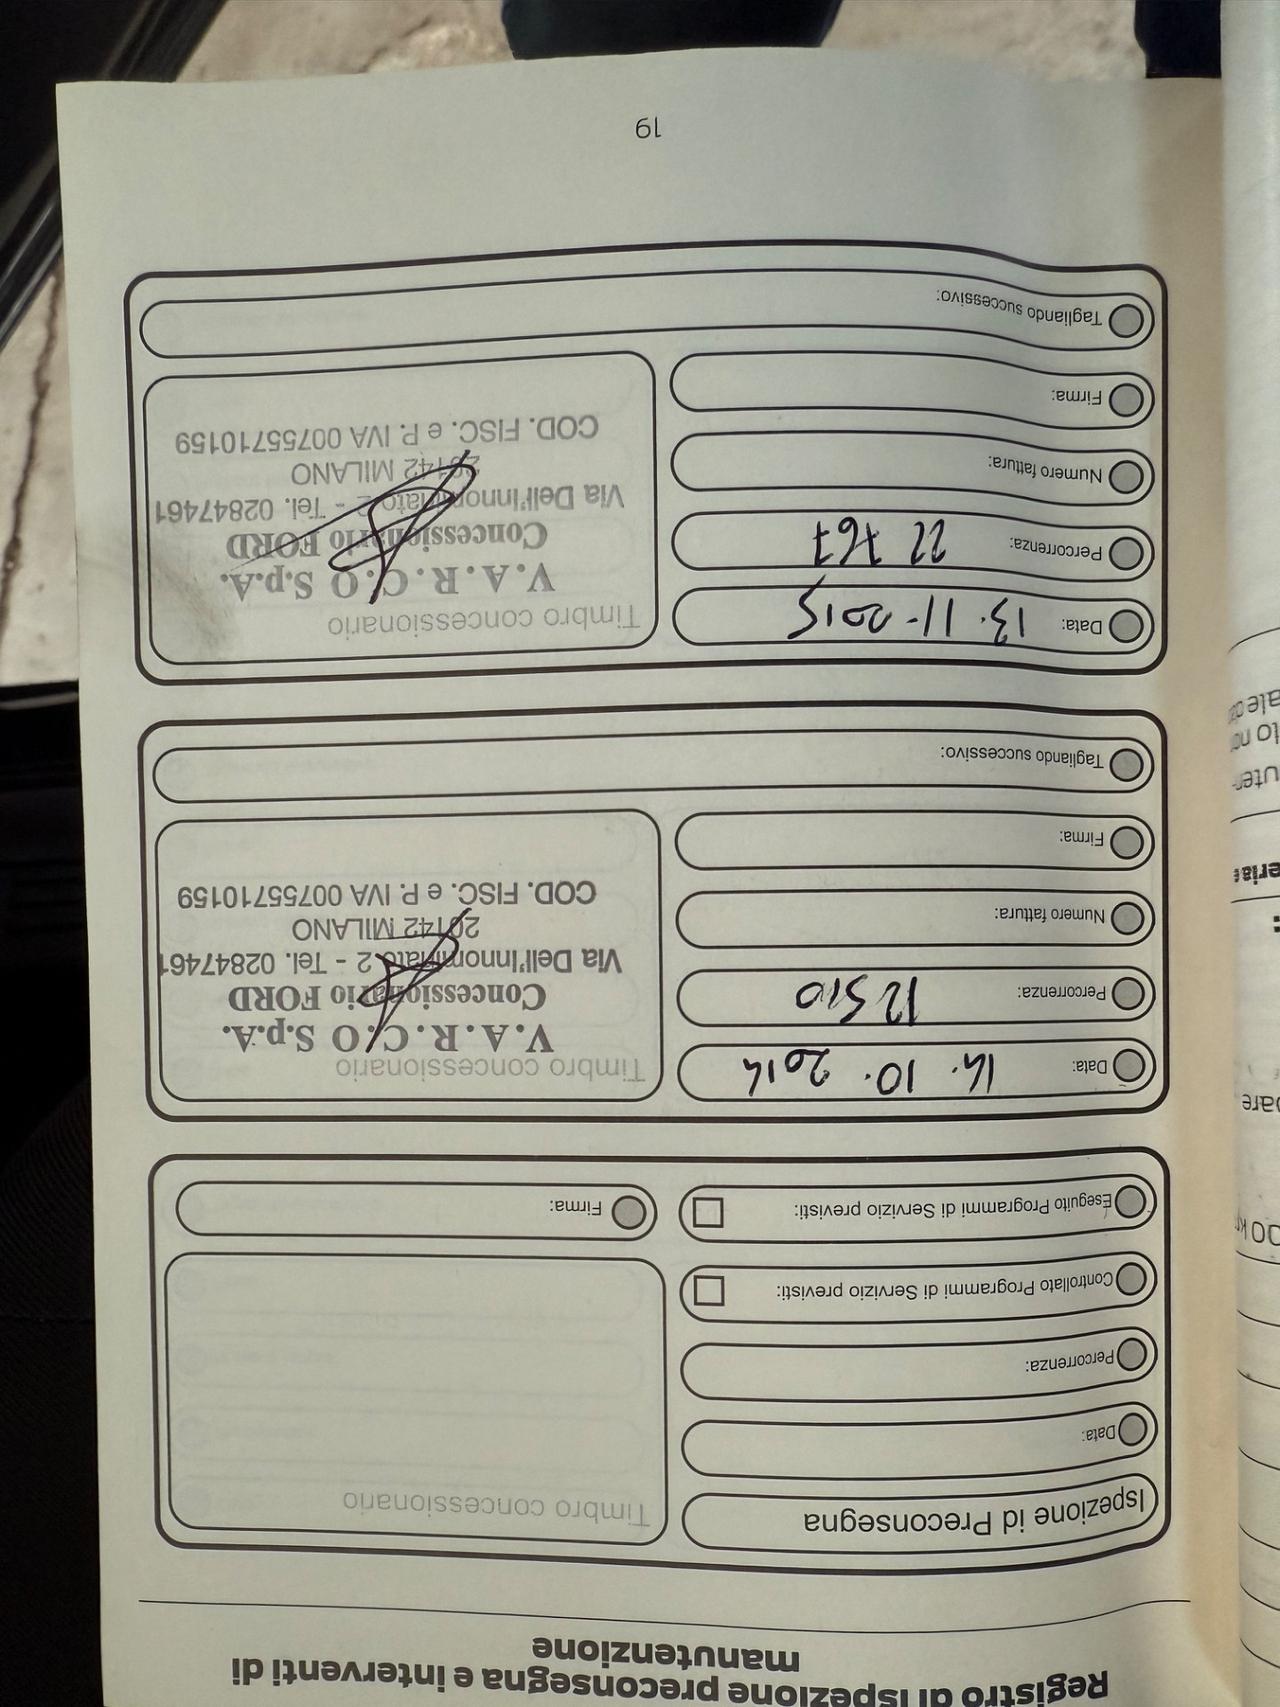 Registro di ispezione preconsegna e interventi di
manutenzione
Ispezione id Preconsegna
Data:
Percorrenza:
Controllato Programmi di Servizio previsti:
Eseguito Programmi di Servizio previsti:
Timbro concessionario
Firma:
Data: 14. 10. 2014
Percorrenza: 12510
Numero fattura:
Firma:
Timbro concessionario
V.A.R.C.O S.p.A.
Concessionario FORD
Via Dell'Innominato 2 - Tel. 02847461
20142 MILANO
COD. FISC. e P. IVA 00755710159
Tagliando successivo:
Data: 13. 11. 2015
Percorrenza: 22 767
Numero fattura:
Firma:
Timbro concessionario
V.A.R.C.O S.p.A.
Concessionario FORD
Via Dell'Innominato 2 - Tel. 02847461
20142 MILANO
COD. FISC. e P. IVA 00755710159
Tagliando successivo:
19